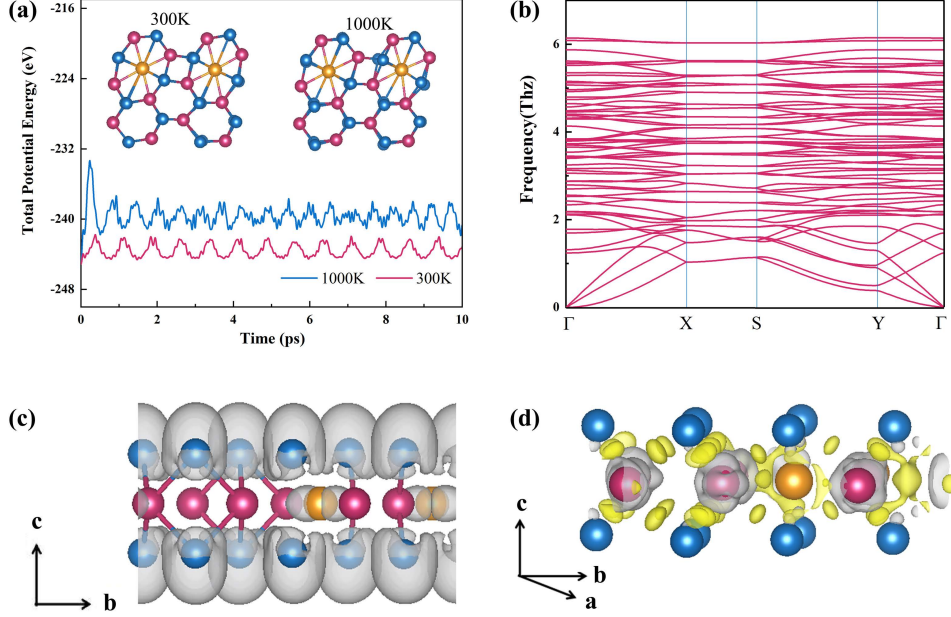 (a)
300K
1000K
-216
-224
-232
-240
-248
Total Potential Energy (eV)
1000K
300K
0
2
4
6
8
10
Time (ps)
(b)
Frequency(Thz)
6
4
2
0
Γ
X
S
Y
Γ
(c)
c
b
(d)
c
b
a